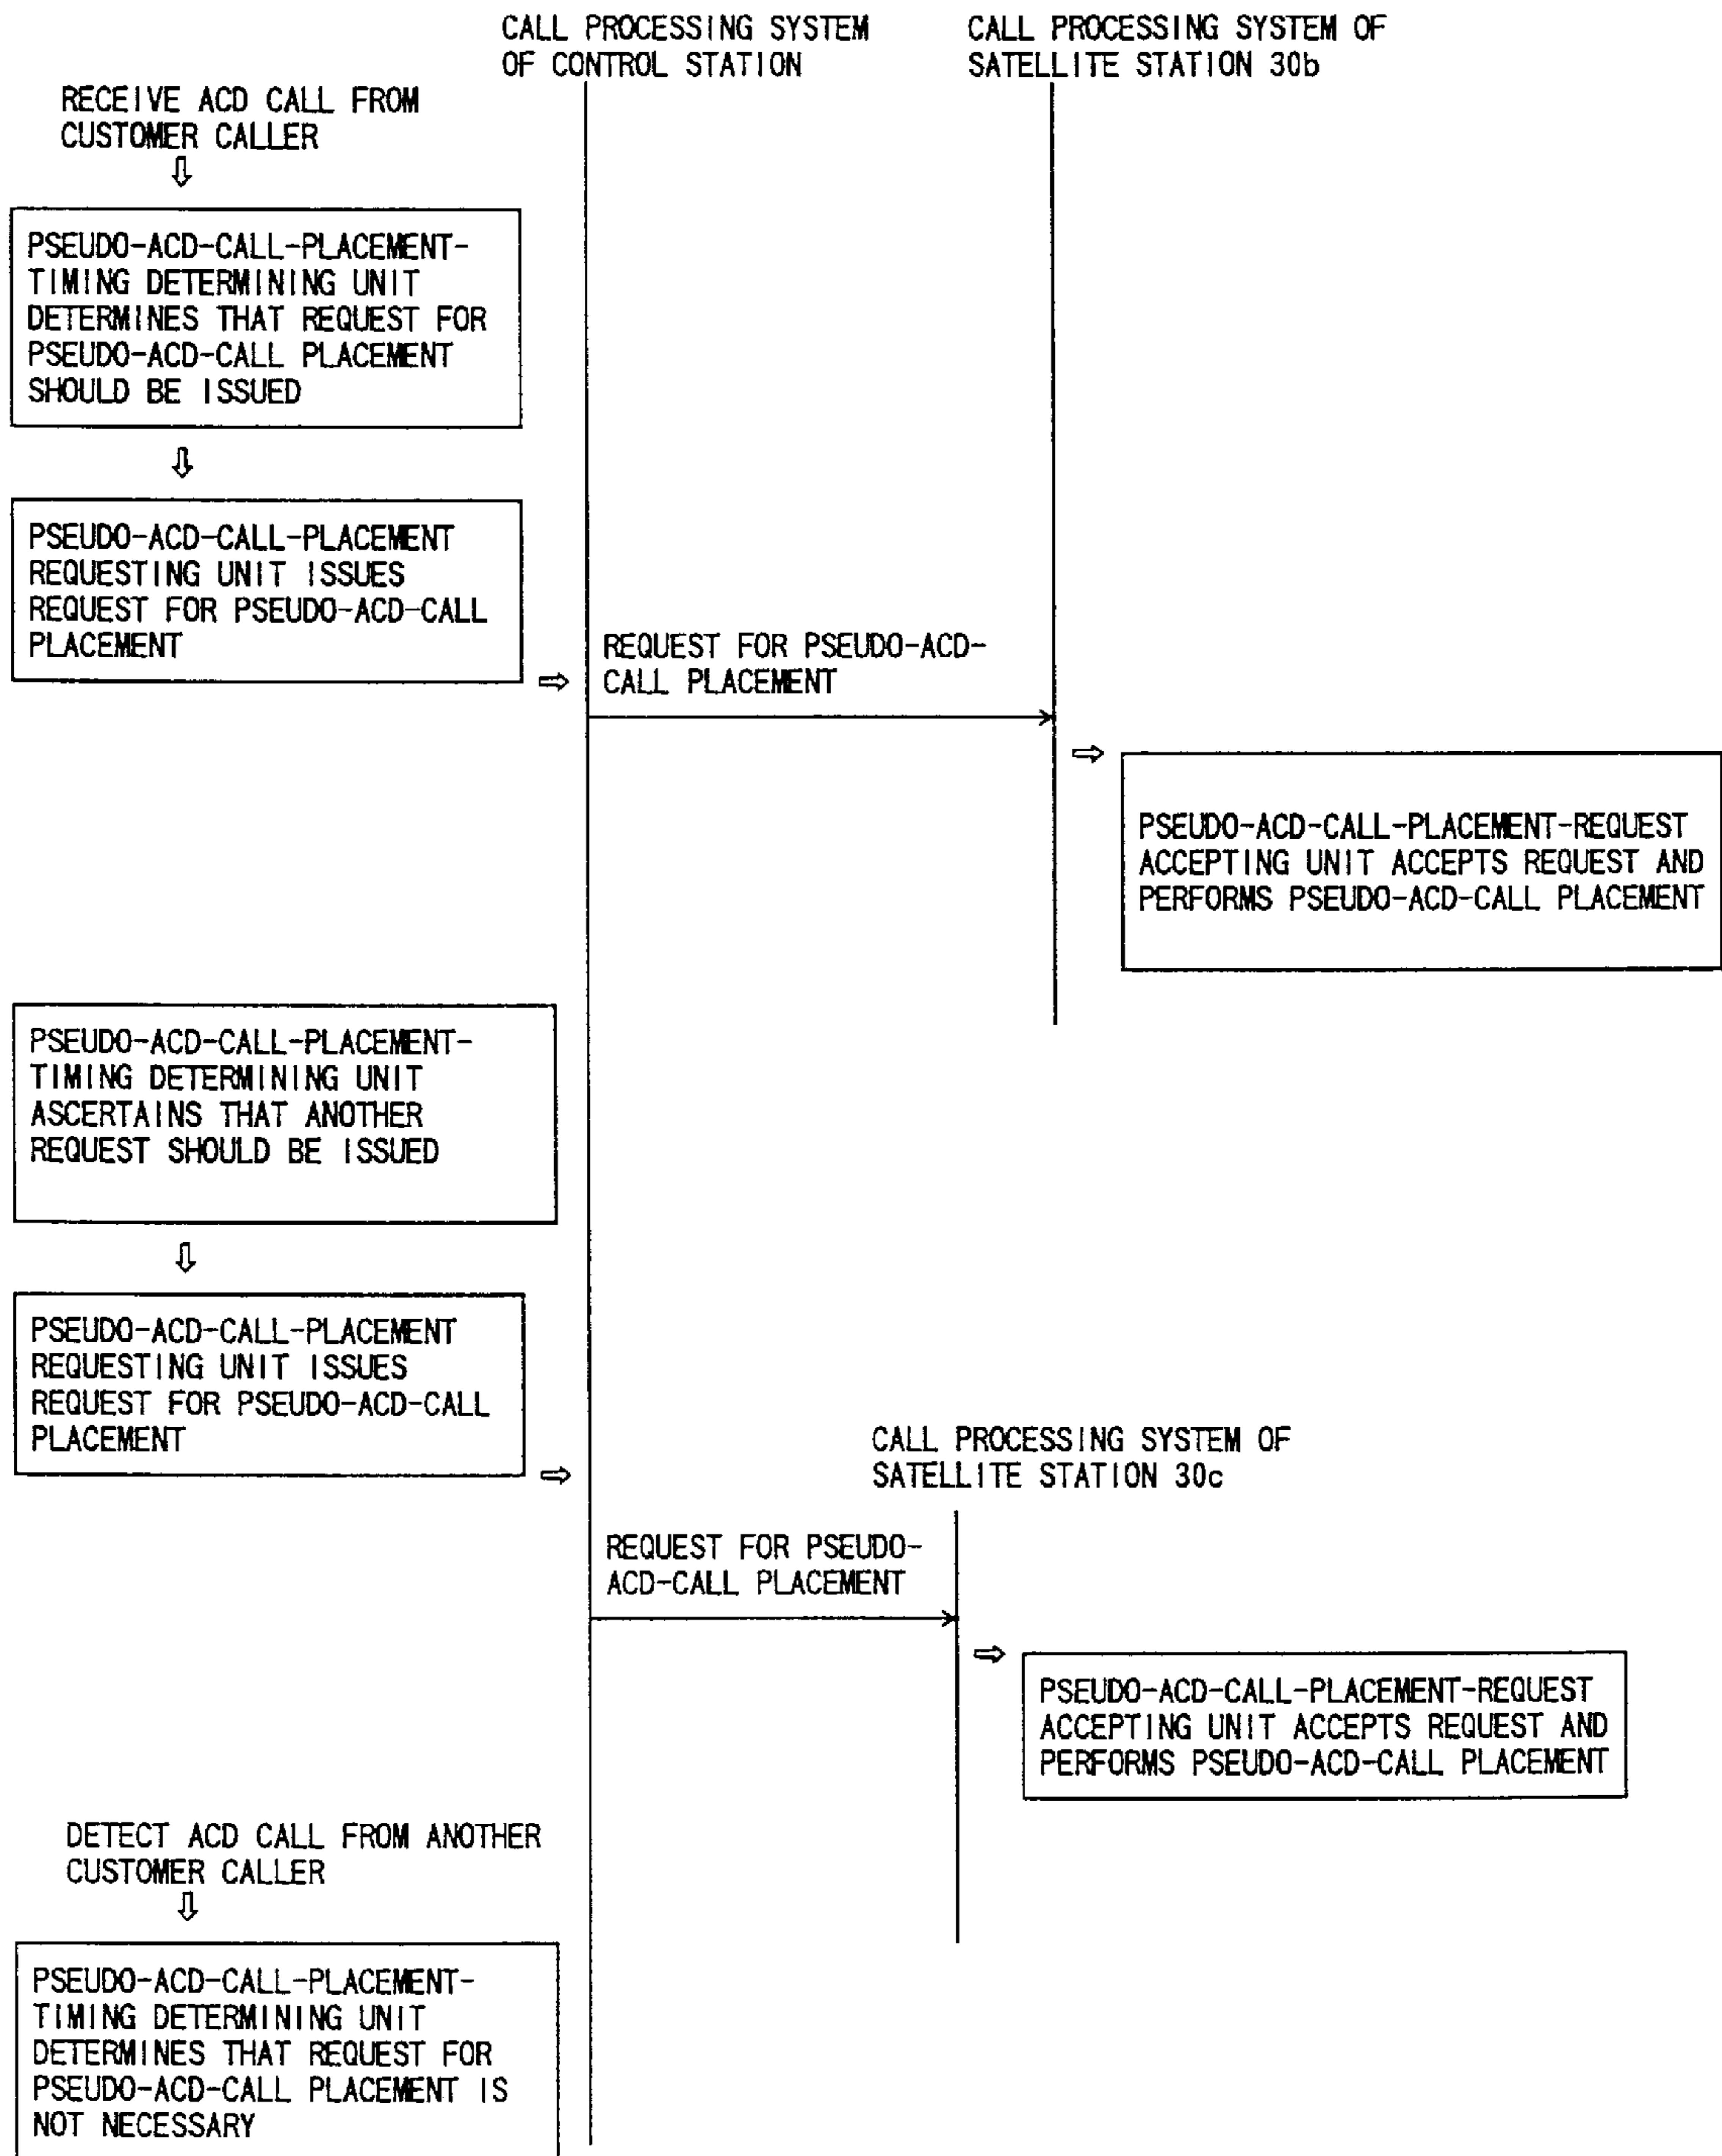 CALL PROCESSING SYSTEM
OF CONTROL STATION
CALL PROCESSING SYSTEM OF
SATELLITE STATION 30b
RECEIVE ACD CALL FROM
CUSTOMER CALLER
PSEUDO-ACD-CALL-PLACEMENT-
TIMING DETERMINING UNIT
DETERMINES THAT REQUEST FOR
PSEUDO-ACD-CALL PLACEMENT
SHOULD BE ISSUED
PSEUDO-ACD-CALL-PLACEMENT
REQUESTING UNIT ISSUES
REQUEST FOR PSEUDO-ACD-CALL
PLACEMENT
REQUEST FOR PSEUDO-ACD-
CALL PLACEMENT
PSEUDO-ACD-CALL-PLACEMENT-REQUEST
ACCEPTING UNIT ACCEPTS REQUEST AND
PERFORMS PSEUDO-ACD-CALL PLACEMENT
PSEUDO-ACD-CALL-PLACEMENT-
TIMING DETERMINING UNIT
ASCERTAINS THAT ANOTHER
REQUEST SHOULD BE ISSUED
PSEUDO-ACD-CALL-PLACEMENT
REQUESTING UNIT ISSUES
REQUEST FOR PSEUDO-ACD-CALL
PLACEMENT
CALL PROCESSING SYSTEM OF
SATELLITE STATION 30c
REQUEST FOR PSEUDO-
ACD-CALL PLACEMENT
PSEUDO-ACD-CALL-PLACEMENT-REQUEST
ACCEPTING UNIT ACCEPTS REQUEST AND
PERFORMS PSEUDO-ACD-CALL PLACEMENT
DETECT ACD CALL FROM ANOTHER
CUSTOMER CALLER
PSEUDO-ACD-CALL-PLACEMENT-
TIMING DETERMINING UNIT
DETERMINES THAT REQUEST FOR
PSEUDO-ACD-CALL PLACEMENT IS
NOT NECESSARY